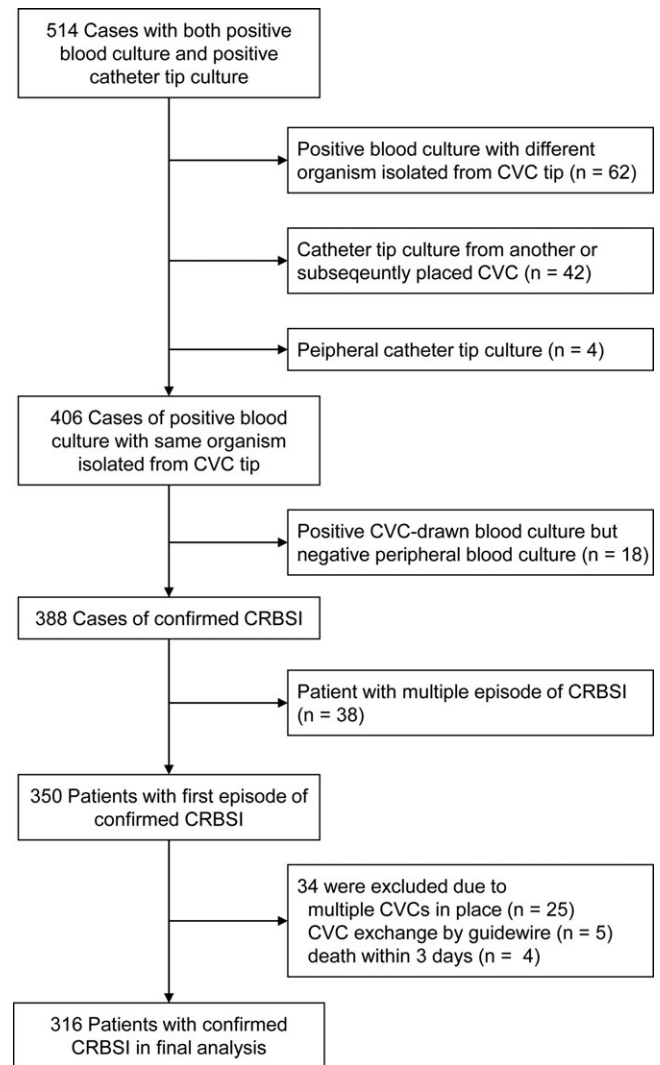 514 Cases with both positive
blood culture and positive
catheter tip culture
Positive blood culture with different
organism isolated from CVC tip (n = 62)
Catheter tip culture from another or
subseqeuntly placed CVC (n = 42)
Peipheral catheter tip culture (n = 4)
406 Cases of positive blood
culture with same organism
isolated from CVC tip
Positive CVC-drawn blood culture but
negative peripheral blood culture (n = 18)
388 Cases of confirmed CRBSI
Patient with multiple episode of CRBSI
(n = 38)
350 Patients with first episode of
confirmed CRBSI
34 were excluded due to
multiple CVCs in place (n = 25)
CVC exchange by guidewire (n = 5)
death within 3 days (n = 4)
316 Patients with confirmed
CRBSI in final analysis